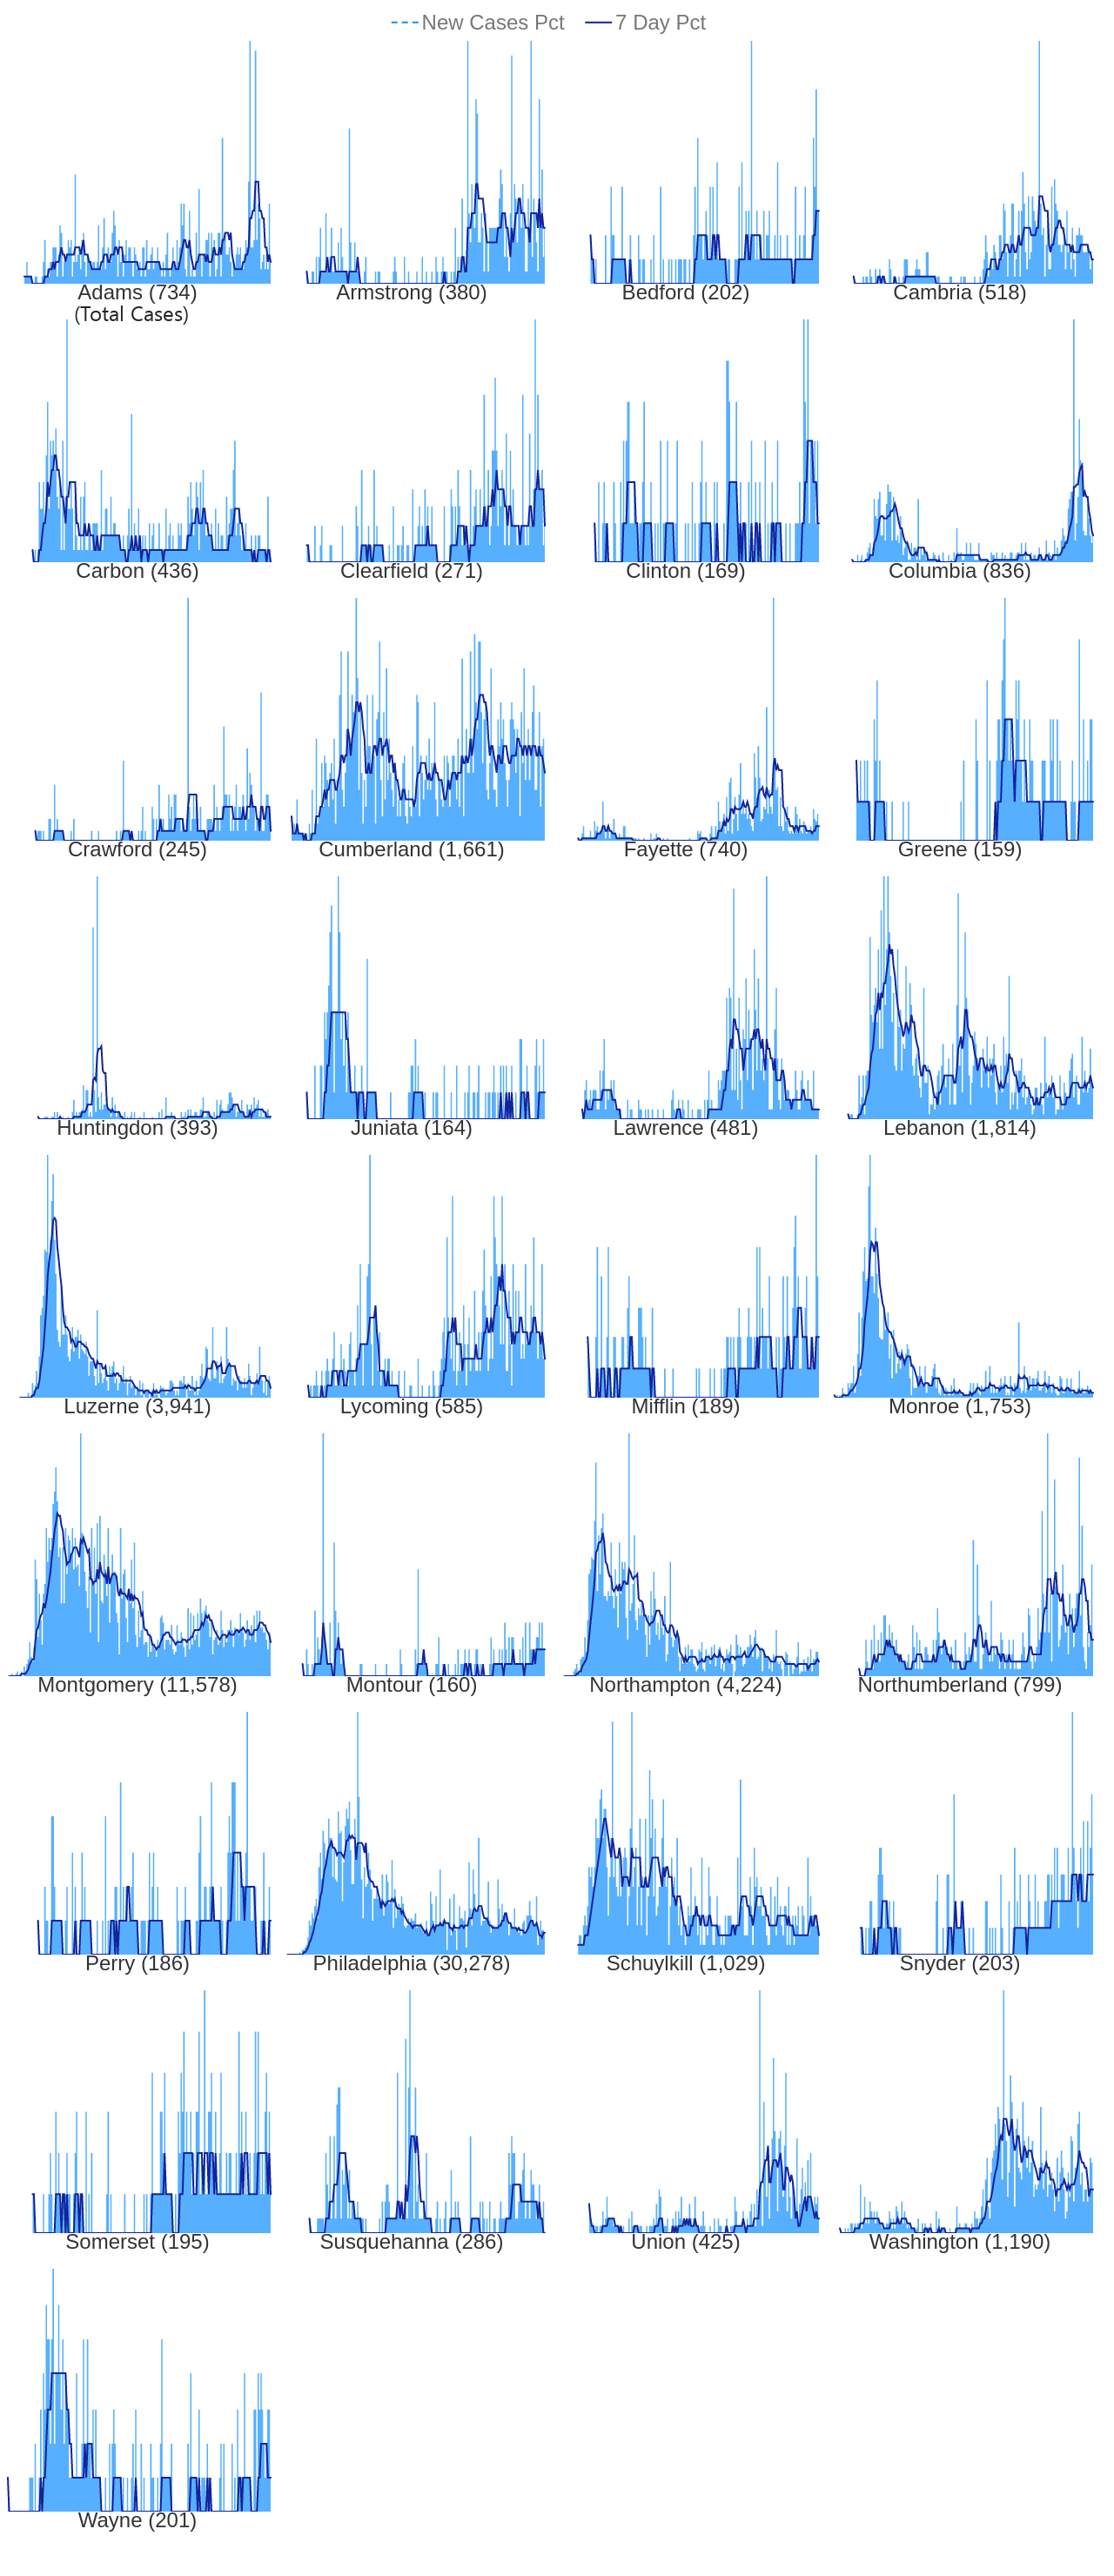 New Cases Pct 7 Day Pct
Adams (734) Armstrong (380) Bedford (202) Cambria (518)
(Total Cases)
Carbon (436) Clearfield (271) Clinton (169) Columbia (836)
Crawford (245) Cumberland (1,661) Fayette (740) Greene (159)
Huntingdon (393) Juniata (164) Lawrence (481) Lebanon (1,814)
Luzerne (3,941) Lycoming (585) Mifflin (189) Monroe (1,753)
Montgomery (11,578) Montour (160) Northampton (4,224) Northumberland (799)
Perry (186) Philadelphia (30,278) Schuylkill (1,029) Snyder (203)
Somerset (195) Susquehanna (286) Union (425) Washington (1,190)
Wayne (201)